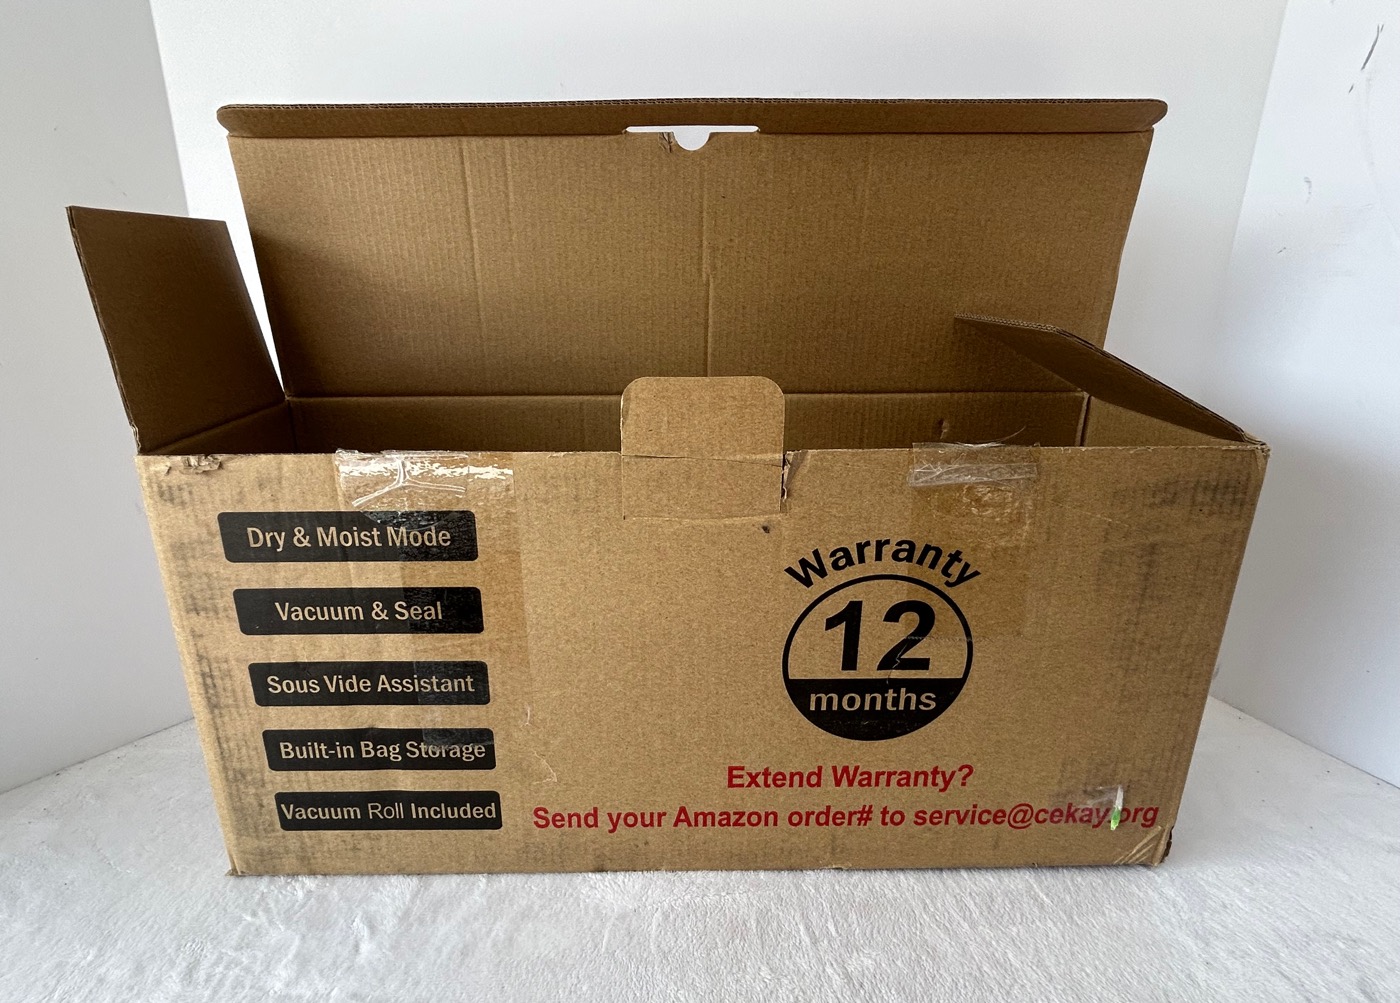 Dry & Moist Mode
Vacuum & Seal
Sous Vide Assistant
Built-in Bag Storage
Vacuum Roll Included
Warranty
12
months
Extend Warranty?
Send your Amazon order# to service@cekay.org